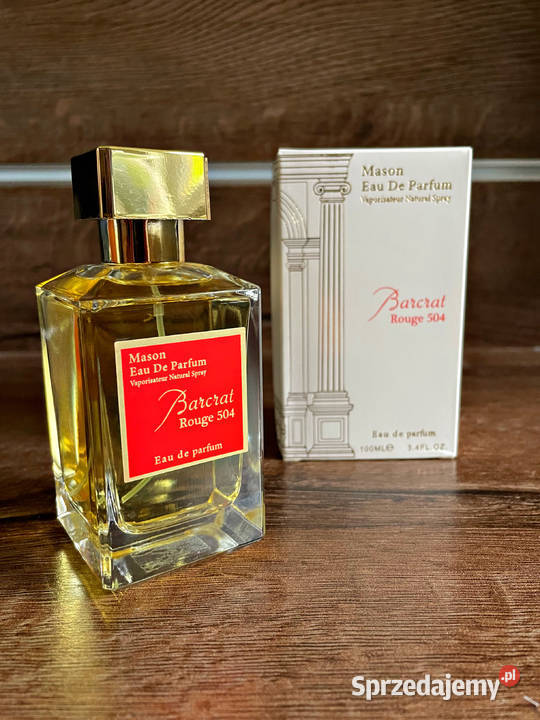 Mason
Eau De Parfum
Vaporisateur Natural Spray
Barcrat
Rouge 504
Eau de parfum
Mason
Eau De Parfum
Vaporisateur Natural Spray
Barcrat
Rouge 504
Eau de parfum
100ML℮ 3.4FL.OZ.
Sprzedajemy.pl